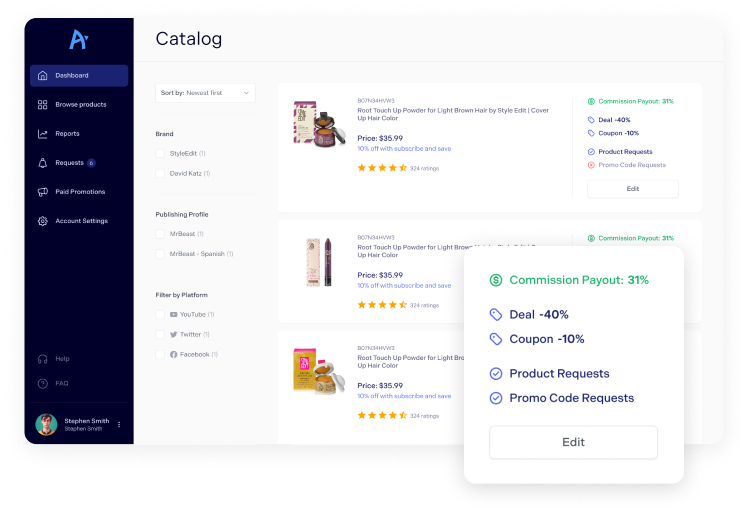 Catalog
Dashboard
Browse products
Reports
Requests 6
Paid Promotions
Account Settings
Help
FAQ
Stephen Smith
Stephen Smith
Sort by: Newest first
Brand
StyleEdit (1)
David Katz (1)
Publishing Profile
MrBeast (1)
MrBeast - Spanish (1)
Filter by Platform
YouTube (1)
Twitter (1)
Facebook (1)
B07N34HVW3
Root Touch Up Powder for Light Brown Hair by Style Edit | Cover
Up Hair Color
Price: $35.99
10% off with subscribe and save
324 ratings
Commission Payout: 31%
Deal -40%
Coupon -10%
Product Requests
Promo Code Requests
Edit
B07N34HVW3
Root Touch Up Powder for Light Brown
Up Hair Color
Price: $35.99
10% off with subscribe and save
324 ratings
Commission Payout: 31%
B07N34HVW3
Root Touch Up Powder for Light Bro
Up Hair Color
Price: $35.99
10% off with subscribe and save
324 ratings
Commission Payout: 31%
Deal -40%
Coupon -10%
Product Requests
Promo Code Requests
Edit